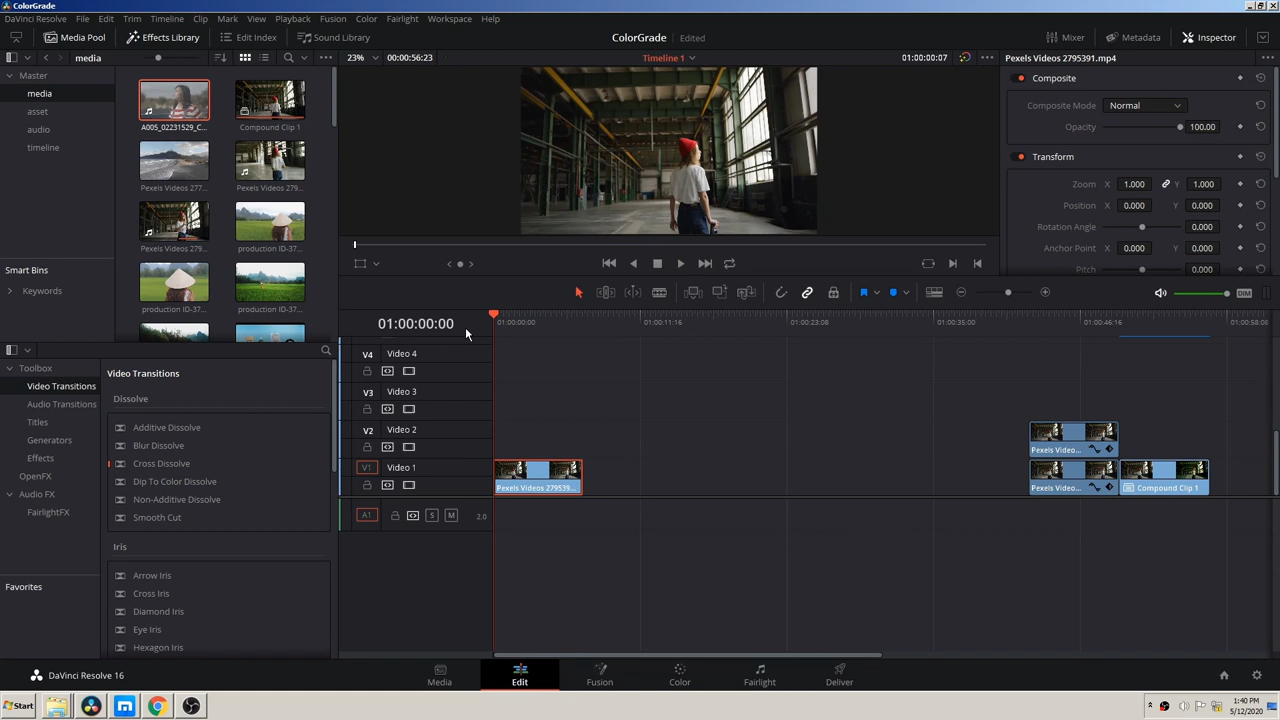 ColorGrade
DaVinci Resolve File Edit Trim Timeline Clip Mark View Playback Fusion Color Fairlight Workspace Help
Media Pool Effects Library Edit Index Sound Library ColorGrade Edited Mixer Metadata Inspector
media 23% 00:00:56:23 Timeline 1 01:00:00:07 Pexels Videos 2795391.mp4
Master
media
asset
audio
timeline
Smart Bins
Keywords
A005_02231529_C... Compound Clip 1
Pexels Videos 277... Pexels Videos 279...
Pexels Videos 279... production ID-37...
production ID-37... production ID-37...
Composite
Composite Mode Normal
Opacity 100.00
Transform
Zoom X 1.000 Y 1.000
Position X 0.000 Y 0.000
Rotation Angle 0.000
Anchor Point X 0.000 Y 0.000
Pitch 0.000
DIM
01:00:00:00 01:00:00:00 01:00:11:16 01:00:23:08 01:00:35:00 01:00:46:16 01:00:58:08
V4 Video 4
V3 Video 3
V2 Video 2
Pexels Video...
V1 Video 1
Pexels Videos 279539... Pexels Video... Compound Clip 1
A1 S M 2.0
Toolbox
Video Transitions
Audio Transitions
Titles
Generators
Effects
OpenFX
Audio FX
FairlightFX
Favorites
Video Transitions
Dissolve
Additive Dissolve
Blur Dissolve
Cross Dissolve
Dip To Color Dissolve
Non-Additive Dissolve
Smooth Cut
Iris
Arrow Iris
Cross Iris
Diamond Iris
Eye Iris
Hexagon Iris
DaVinci Resolve 16 Media Edit Fusion Color Fairlight Deliver
Start 1:40 PM
5/12/2020